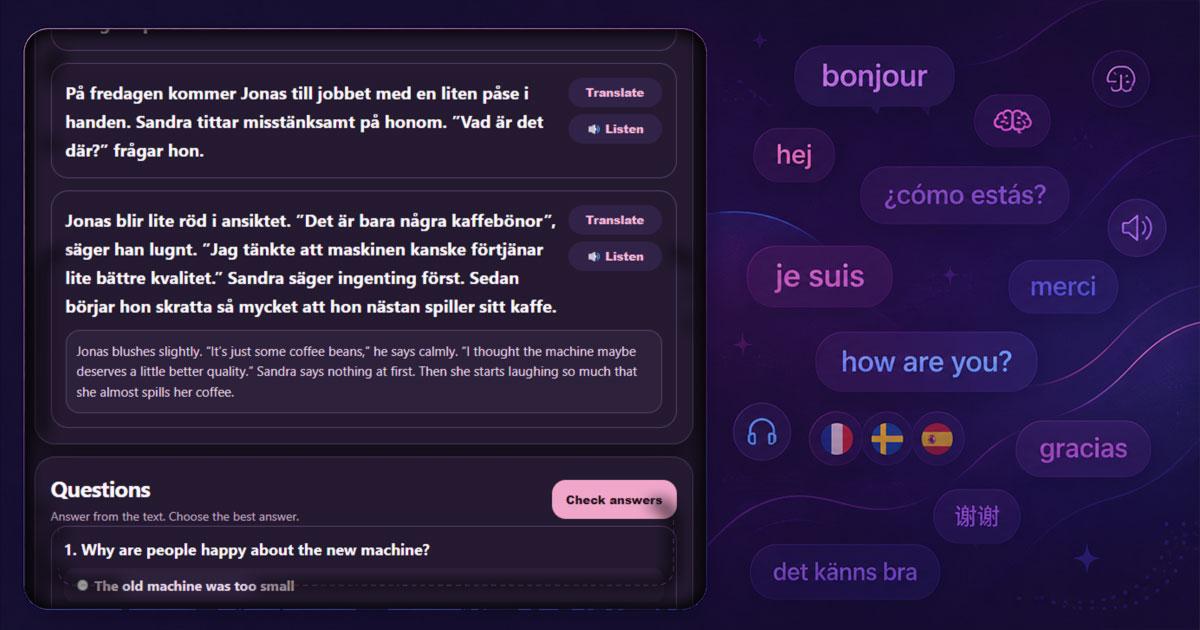 På fredagen kommer Jonas till jobbet med en liten påse i
handen. Sandra tittar misstänksamt på honom. ”Vad är det
där?” frågar hon.
Translate
Listen
Jonas blir lite röd i ansiktet. ”Det är bara några kaffebönor”,
säger han lugnt. ”Jag tänkte att maskinen kanske förtjänar
lite bättre kvalitet.” Sandra säger ingenting först. Sedan
börjar hon skratta så mycket att hon nästan spiller sitt kaffe.
Translate
Listen
Jonas blushes slightly. “It's just some coffee beans,” he says calmly. “I thought the machine maybe
deserves a little better quality.” Sandra says nothing at first. Then she starts laughing so much that
she almost spills her coffee.
Questions
Answer from the text. Choose the best answer.
Check answers
1. Why are people happy about the new machine?
The old machine was too small
bonjour
hej
¿cómo estás?
je suis
merci
how are you?
gracias
谢谢
det känns bra